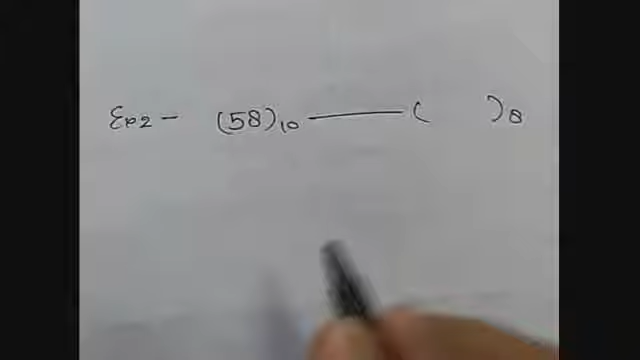 Ex2 - (58)₁₀ —— ( )₈